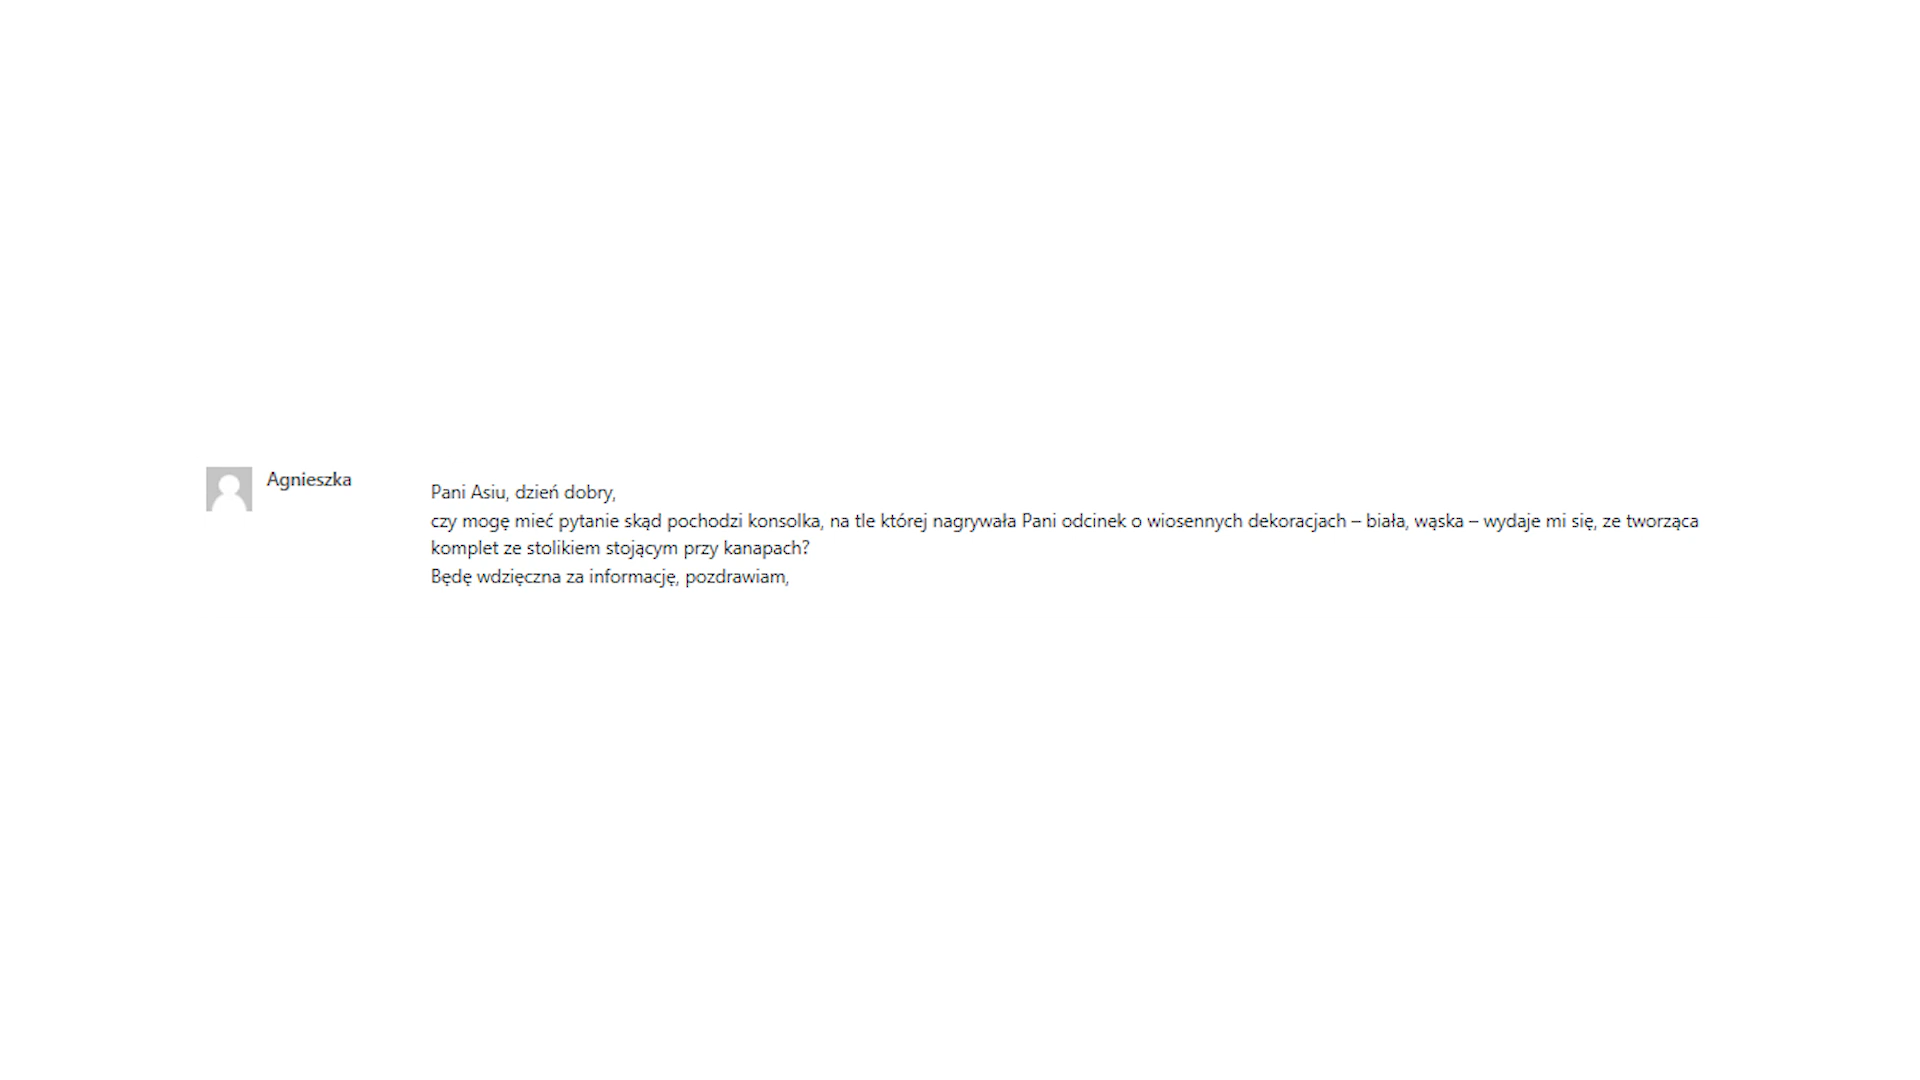 Agnieszka
Pani Asiu, dzień dobry,
czy mogę mieć pytanie skąd pochodzi konsolka, na tle której nagrywała Pani odcinek o wiosennych dekoracjach – biała, wąska – wydaje mi się, ze tworząca
komplet ze stolikiem stojącym przy kanapach?
Będę wdzięczna za informację, pozdrawiam,